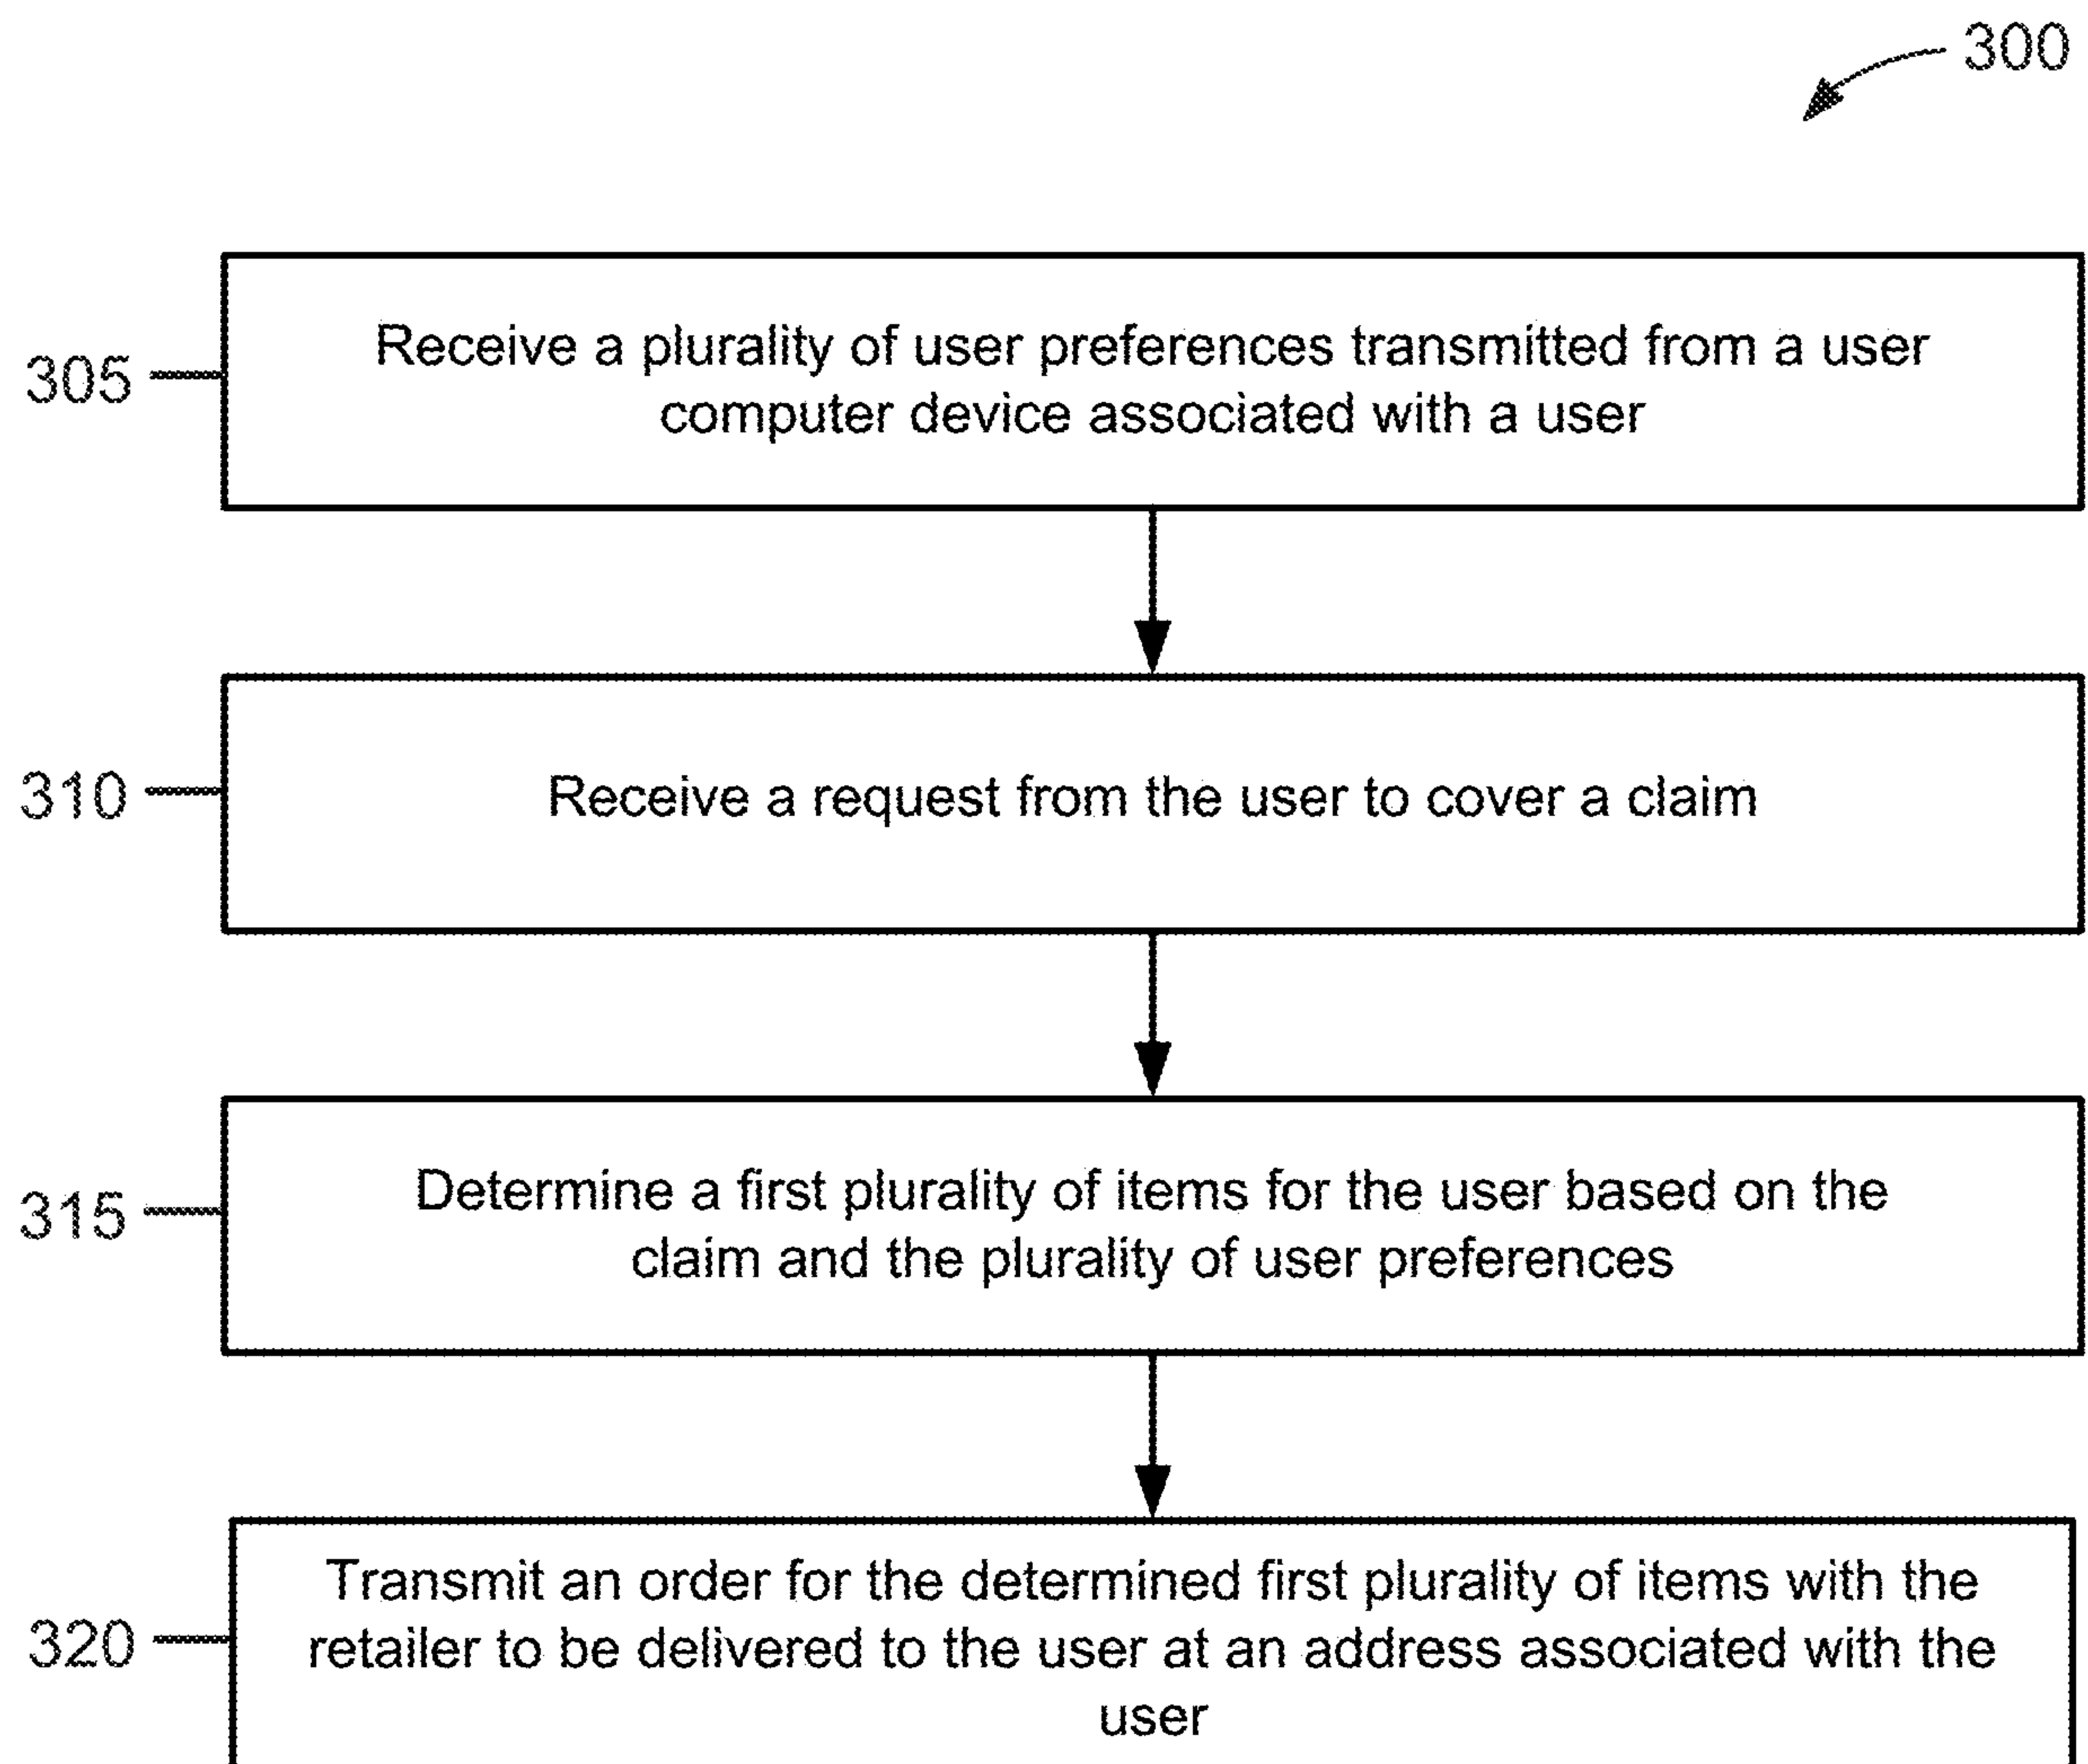 300
305
Receive a plurality of user preferences transmitted from a user
computer device associated with a user
310
Receive a request from the user to cover a claim
315
Determine a first plurality of items for the user based on the
claim and the plurality of user preferences
320
Transmit an order for the determined first plurality of items with the
retailer to be delivered to the user at an address associated with the
user